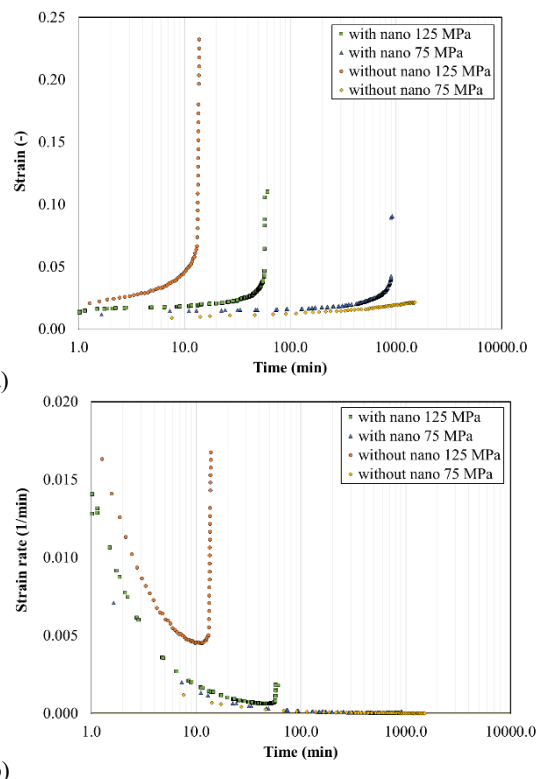 0.25
0.20
0.15
0.10
0.05
0.00
Strain (-)
with nano 125 MPa
with nano 75 MPa
without nano 125 MPa
without nano 75 MPa
1.0 10.0 100.0 1000.0 10000.0
Time (min)
)
0.020
0.015
0.010
0.005
0.000
Strain rate (1/min)
with nano 125 MPa
with nano 75 MPa
without nano 125 MPa
without nano 75 MPa
1.0 10.0 100.0 1000.0 10000.0
Time (min)
)